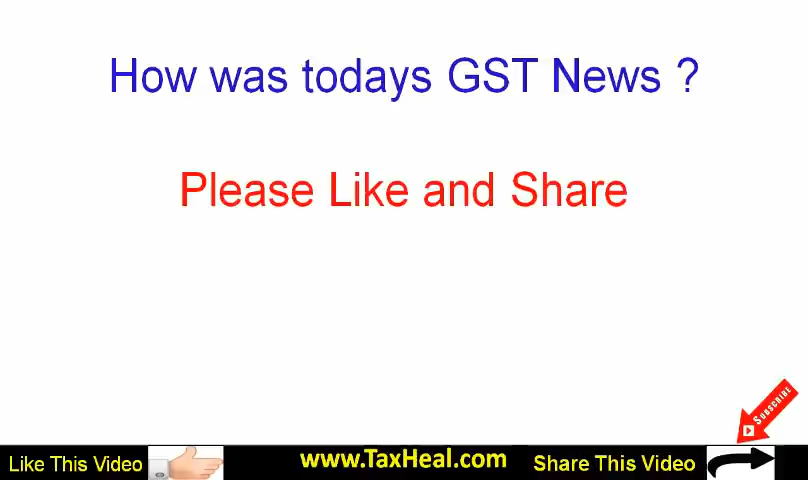 How was todays GST News ?
Please Like and Share
SUBSCRIBE
Like This Video
www.TaxHeal.com
Share This Video